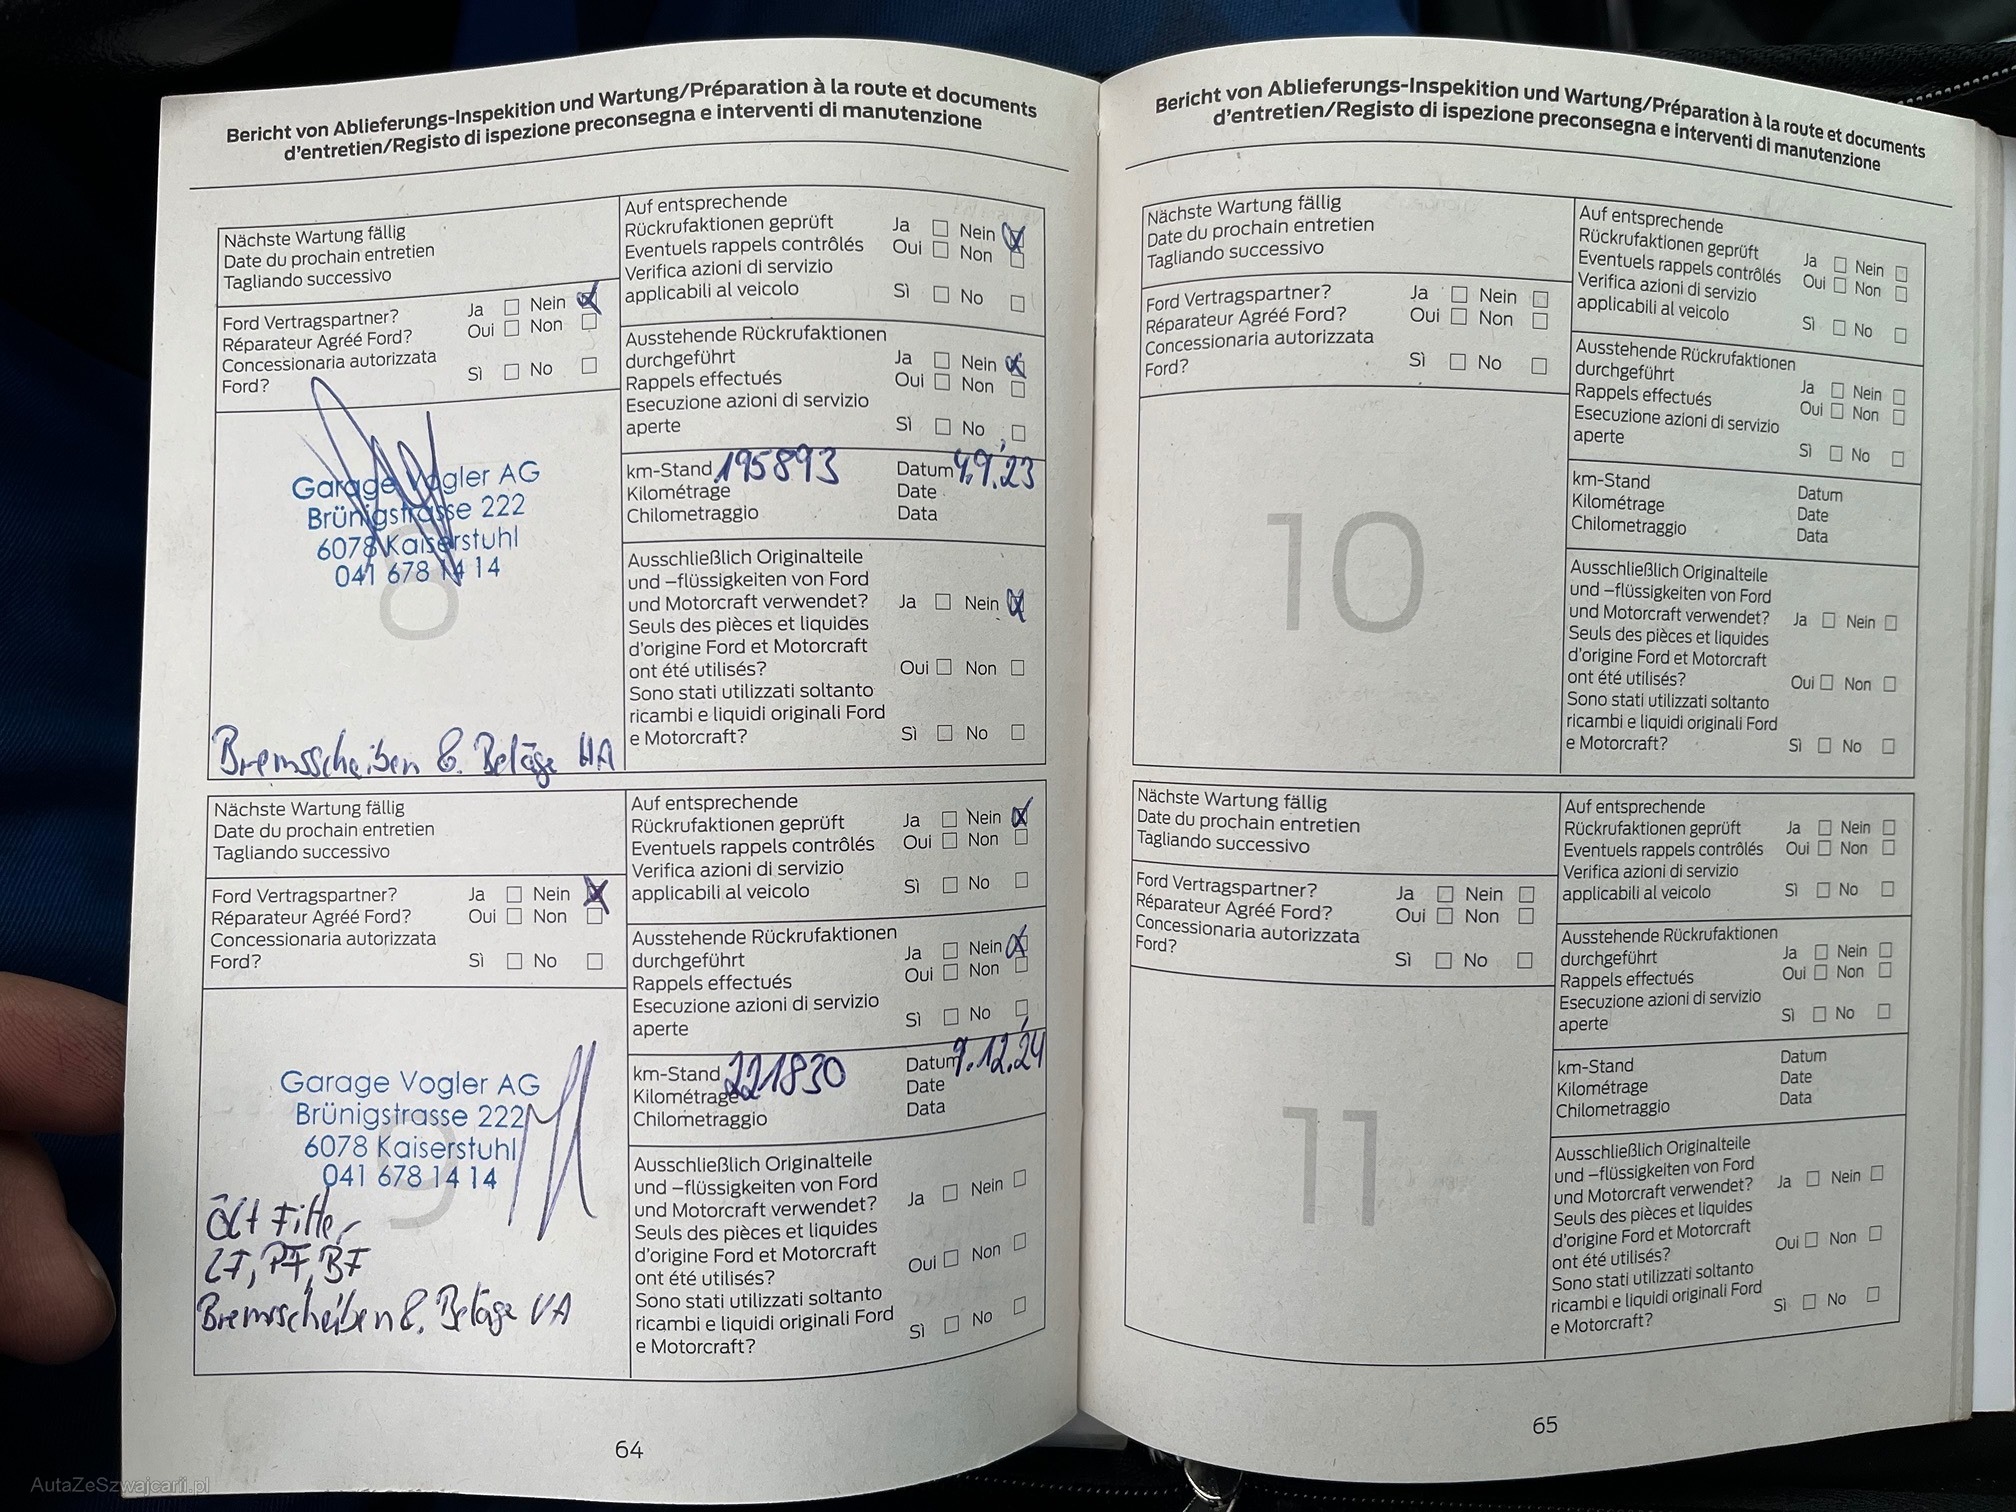 Bericht von Ablieferungs-Inspekition und Wartung/Préparation à la route et documents
d'entretien/Registo di ispezione preconsegna e interventi di manutenzione
Nächste Wartung fällig
Date du prochain entretien
Tagliando successivo
Ford Vertragspartner?
Réparateur Agréé Ford?
Concessionaria autorizzata
Ford?
Ja Nein
Oui Non
Sì No
Garage Vogler AG
Brünigstrasse 222
6078 Kaiserstuhl
041 678 14 14
8
Bremsscheiben & Beläge HA
Auf entsprechende
Rückrufaktionen geprüft
Eventuels rappels contrôlés
Verifica azioni di servizio
applicabili al veicolo
Ja Nein
Oui Non
Sì No
Ausstehende Rückrufaktionen
durchgeführt
Rappels effectués
Esecuzione azioni di servizio
aperte
Ja Nein
Oui Non
Sì No
km-Stand 195893
Kilométrage
Chilometraggio
Datum 4.9.23
Date
Data
Ausschließlich Originalteile
und –flüssigkeiten von Ford
und Motorcraft verwendet?
Seuls des pièces et liquides
d'origine Ford et Motorcraft
ont été utilisés?
Sono stati utilizzati soltanto
ricambi e liquidi originali Ford
e Motorcraft?
Ja Nein
Oui Non
Sì No
Nächste Wartung fällig
Date du prochain entretien
Tagliando successivo
Ford Vertragspartner?
Réparateur Agréé Ford?
Concessionaria autorizzata
Ford?
Ja Nein
Oui Non
Sì No
Garage Vogler AG
Brünigstrasse 222
6078 Kaiserstuhl
041 678 14 14
9
Öl + Filter
LF, PF, BF
Bremsscheiben & Beläge VA
Auf entsprechende
Rückrufaktionen geprüft
Eventuels rappels contrôlés
Verifica azioni di servizio
applicabili al veicolo
Ja Nein
Oui Non
Sì No
Ausstehende Rückrufaktionen
durchgeführt
Rappels effectués
Esecuzione azioni di servizio
aperte
Ja Nein
Oui Non
Sì No
km-Stand 221830
Kilométrage
Chilometraggio
Datum 9.12.24
Date
Data
Ausschließlich Originalteile
und –flüssigkeiten von Ford
und Motorcraft verwendet?
Seuls des pièces et liquides
d'origine Ford et Motorcraft
ont été utilisés?
Sono stati utilizzati soltanto
ricambi e liquidi originali Ford
e Motorcraft?
Ja Nein
Oui Non
Sì No
64
Bericht von Ablieferungs-Inspekition und Wartung/Préparation à la route et documents
d'entretien/Registo di ispezione preconsegna e interventi di manutenzione
Nächste Wartung fällig
Date du prochain entretien
Tagliando successivo
Ford Vertragspartner?
Réparateur Agréé Ford?
Concessionaria autorizzata
Ford?
Ja Nein
Oui Non
Sì No
10
Auf entsprechende
Rückrufaktionen geprüft
Eventuels rappels contrôlés
Verifica azioni di servizio
applicabili al veicolo
Ja Nein
Oui Non
Sì No
Ausstehende Rückrufaktionen
durchgeführt
Rappels effectués
Esecuzione azioni di servizio
aperte
Ja Nein
Oui Non
Sì No
km-Stand
Kilométrage
Chilometraggio
Datum
Date
Data
Ausschließlich Originalteile
und –flüssigkeiten von Ford
und Motorcraft verwendet?
Seuls des pièces et liquides
d'origine Ford et Motorcraft
ont été utilisés?
Sono stati utilizzati soltanto
ricambi e liquidi originali Ford
e Motorcraft?
Ja Nein
Oui Non
Sì No
Nächste Wartung fällig
Date du prochain entretien
Tagliando successivo
Ford Vertragspartner?
Réparateur Agréé Ford?
Concessionaria autorizzata
Ford?
Ja Nein
Oui Non
Sì No
11
Auf entsprechende
Rückrufaktionen geprüft
Eventuels rappels contrôlés
Verifica azioni di servizio
applicabili al veicolo
Ja Nein
Oui Non
Sì No
Ausstehende Rückrufaktionen
durchgeführt
Rappels effectués
Esecuzione azioni di servizio
aperte
Ja Nein
Oui Non
Sì No
km-Stand
Kilométrage
Chilometraggio
Datum
Date
Data
Ausschließlich Originalteile
und –flüssigkeiten von Ford
und Motorcraft verwendet?
Seuls des pièces et liquides
d'origine Ford et Motorcraft
ont été utilisés?
Sono stati utilizzati soltanto
ricambi e liquidi originali Ford
e Motorcraft?
Ja Nein
Oui Non
Sì No
65
AutaZeSzwajcarii.pl